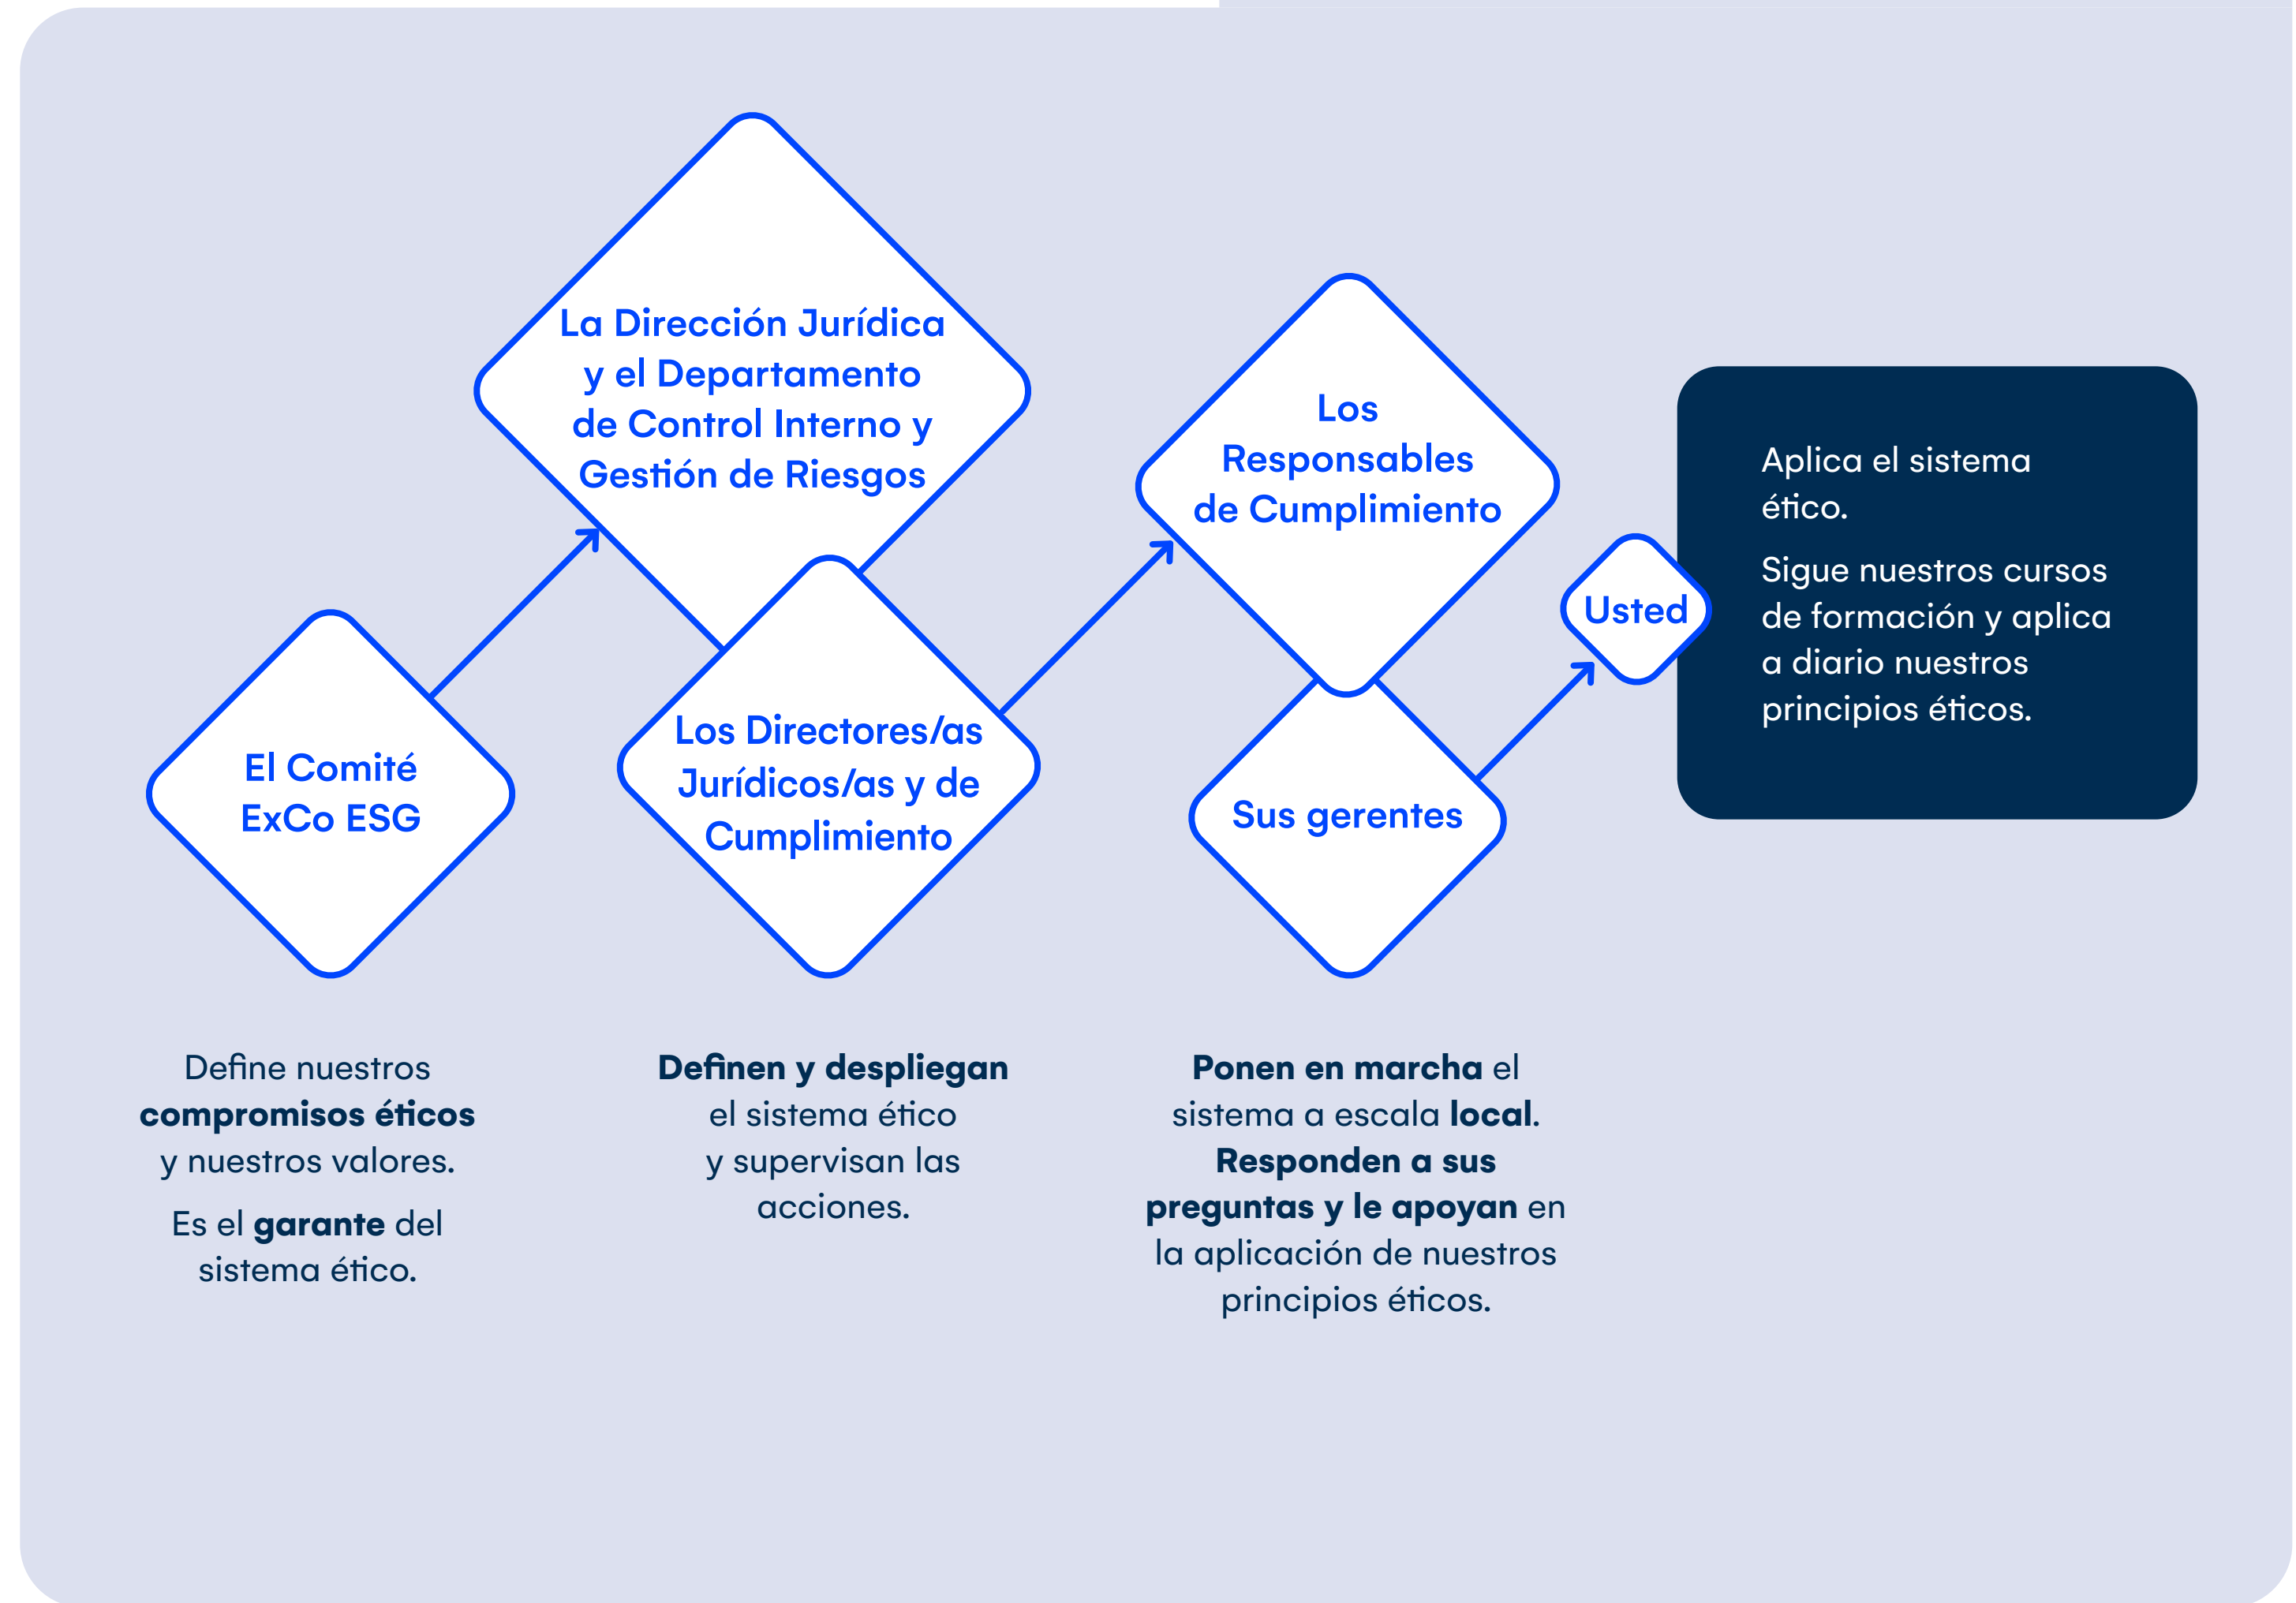 La Dirección Jurídica
y el Departamento
de Control Interno y
Gestión de Riesgos
Los
Responsables
de Cumplimiento
Aplica el sistema
ético.
Sigue nuestros cursos
de formación y aplica
a diario nuestros
principios éticos.
Usted
El Comité
ExCo ESG
Los Directores/as
Jurídicos/as y de
Cumplimiento
Sus gerentes
Define nuestros
compromisos éticos
y nuestros valores.
Es el garante del
sistema ético.
Definen y despliegan
el sistema ético
y supervisan las
acciones.
Ponen en marcha el
sistema a escala local.
Responden a sus
preguntas y le apoyan en
la aplicación de nuestros
principios éticos.